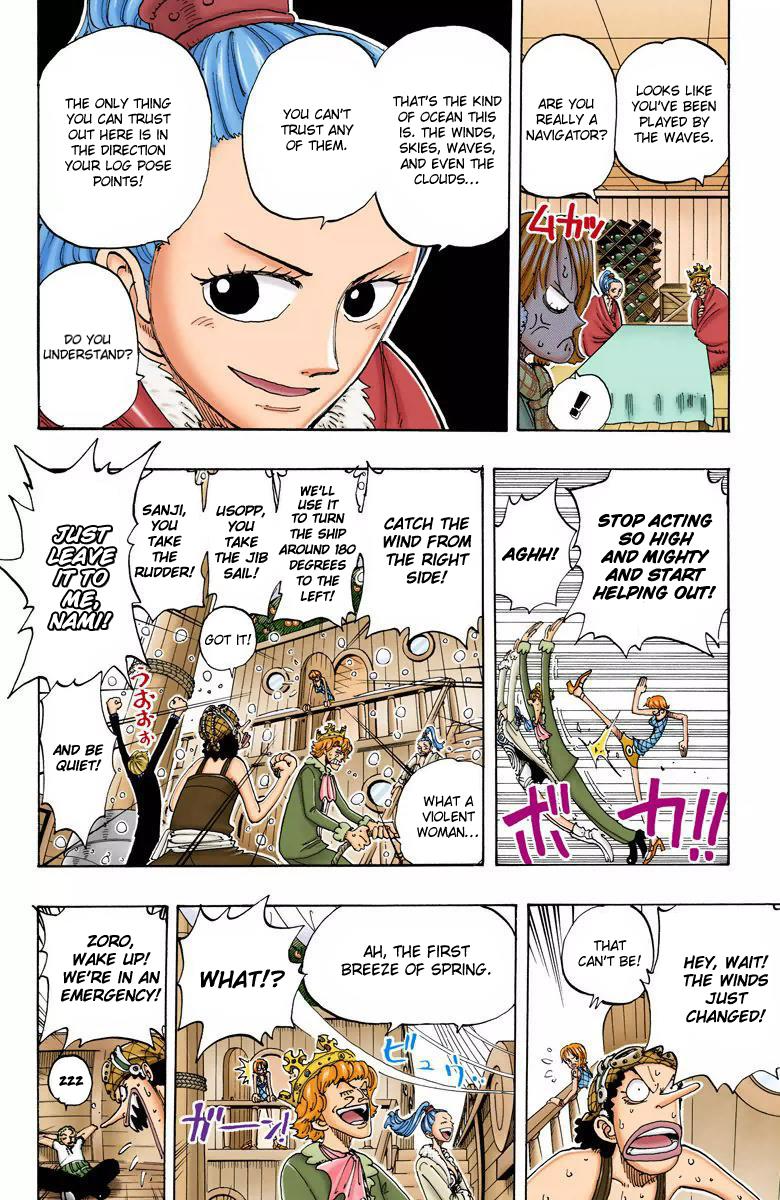 LOOKS LIKE
YOU'VE BEEN
PLAYED BY
THE WAVES.
ARE YOU
REALLY A
NAVIGATOR?
ムカッ
!!
THAT'S THE KIND
OF OCEAN THIS
IS. THE WINDS,
SKIES, WAVES,
AND EVEN THE
CLOUDS...
YOU CAN'T
TRUST ANY
OF THEM.
THE ONLY THING
YOU CAN TRUST
OUT HERE IS IN
THE DIRECTION
YOUR LOG POSE
POINTS!
DO YOU
UNDERSTAND?
STOP ACTING
SO HIGH
AND MIGHTY
AND START
HELPING OUT!
AGHH!
ボカ!!
CATCH THE
WIND FROM
THE RIGHT
SIDE!
WE'LL
USE IT
TO TURN
THE SHIP
AROUND 180
DEGREES
TO THE
LEFT!
USOPP,
YOU
TAKE
THE JIB
SAIL!
SANJI,
YOU
TAKE
THE
RUDDER!
GOT IT!
JUST
LEAVE
IT TO
ME,
NAMI!
うおぉぉ
AND BE
QUIET!
WHAT A
VIOLENT
WOMAN...
HEY, WAIT!
THE WINDS
JUST
CHANGED!
THAT
CAN'T BE!
AH, THE FIRST
BREEZE OF SPRING.
ビュウ...
WHAT!?
ガーン!
ZORO,
WAKE UP!
WE'RE IN AN
EMERGENCY!
ZZZ